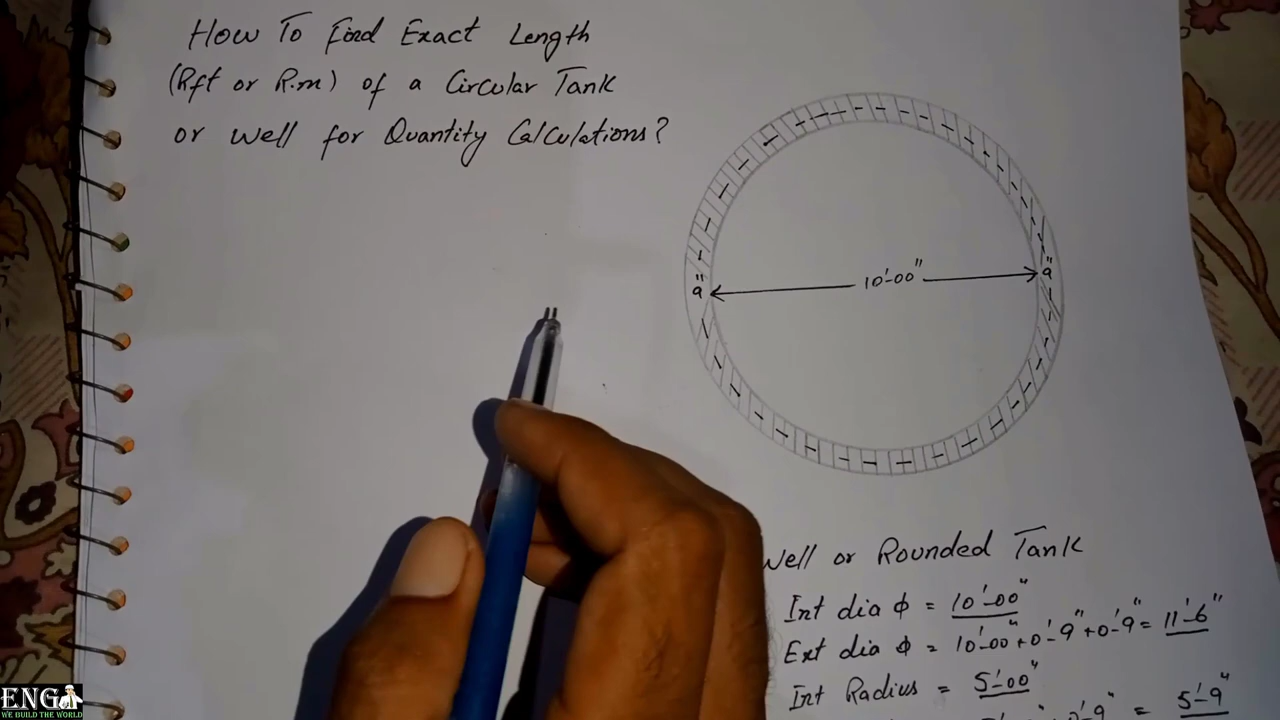 How To Find Exact Length
(Rft or R.m) of a Circular Tank
or Well for Quantity Calculations?
10'-00"
9"
9"
Well or Rounded Tank
Int dia ϕ = 10'-00"
Ext dia ϕ = 10'-00"+0'-9"+0'-9" = 11'-6"
Int Radius = 5'-00"
0'-9" = 5'-9"
ENG
WE BUILD THE WORLD